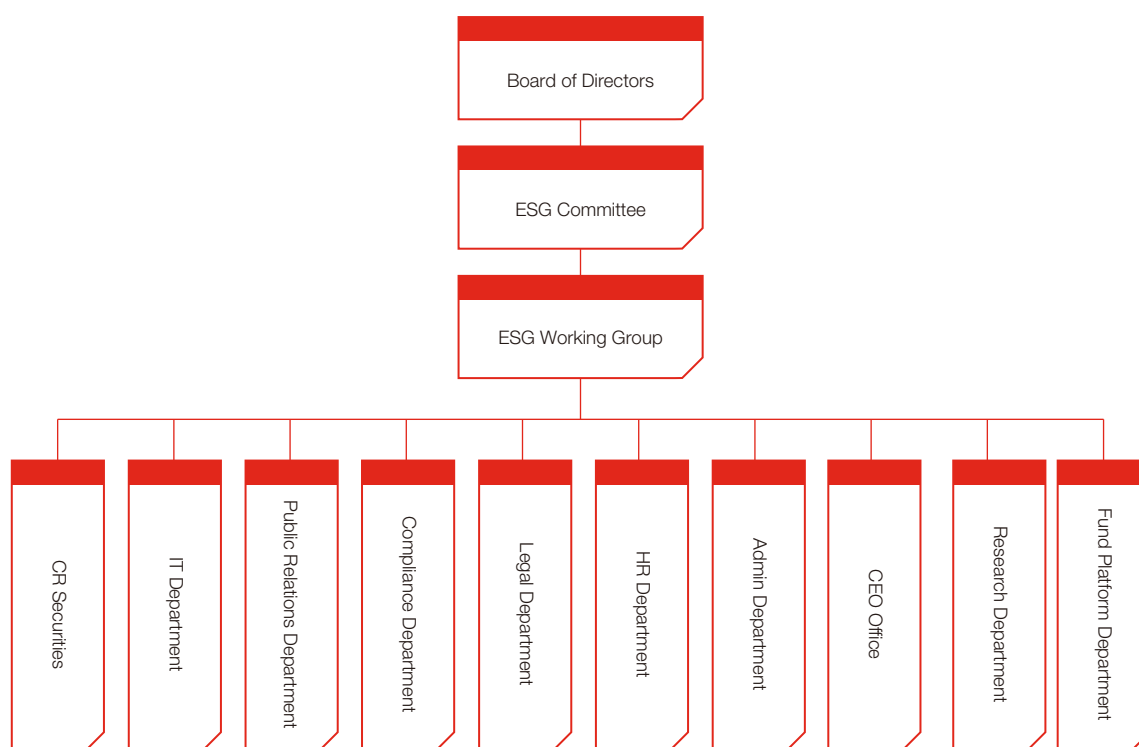 Board of Directors
ESG Committee
ESG Working Group
CR Securities
IT Department
Public Relations Department
Compliance Department
Legal Department
HR Department
Admin Department
CEO Office
Research Department
Fund Platform Department